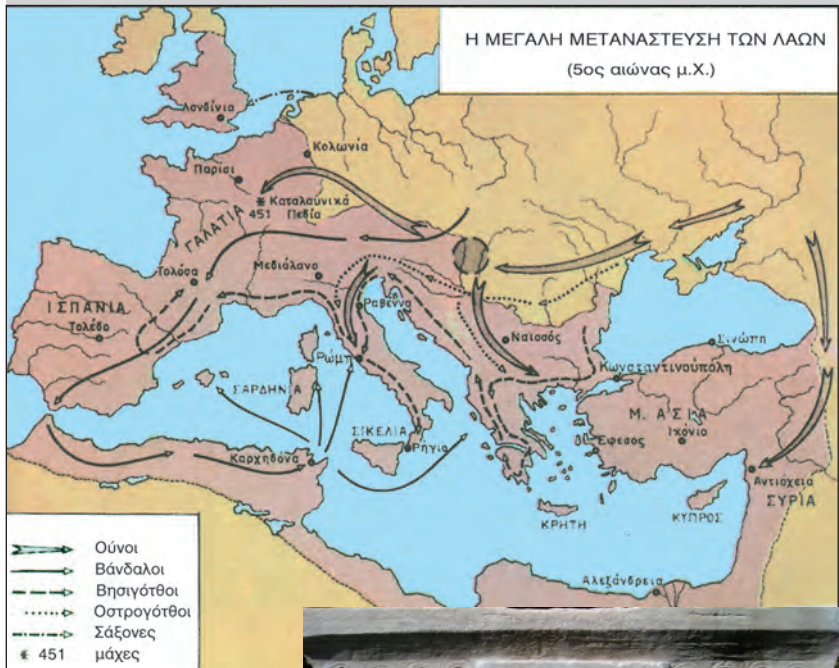 Η ΜΕΓΑΛΗ ΜΕΤΑΝΑΣΤΕΥΣΗ ΤΩΝ ΛΑΩΝ
(5ος αιώνας μ.Χ.)
Λονδίνιο
Κολωνία
Παρίσι
Καταλαυνικά
451 Πεδία
ΓΑΛΑΤΙΑ
Τολόσα
Μεδιόλανο
ΙΣΠΑΝΙΑ
Τολέδο
Ραβέννα
Ναϊσός
Σινώπη
Ρώμη
Κωνσταντινούπολη
ΣΑΡΔΗΝΙΑ
Μ. ΑΣΙΑ
Ικόνιο
ΣΙΚΕΛΙΑ
Έφεσος
Καρχηδόνα
Ρήγιο
Αντιόχεια
ΣΥΡΙΑ
ΚΡΗΤΗ
ΚΥΠΡΟΣ
Αλεξάνδρεια
Ούνοι
Βάνδαλοι
Βησιγότθοι
Οστρογότθοι
Σάξονες
451 μάχες